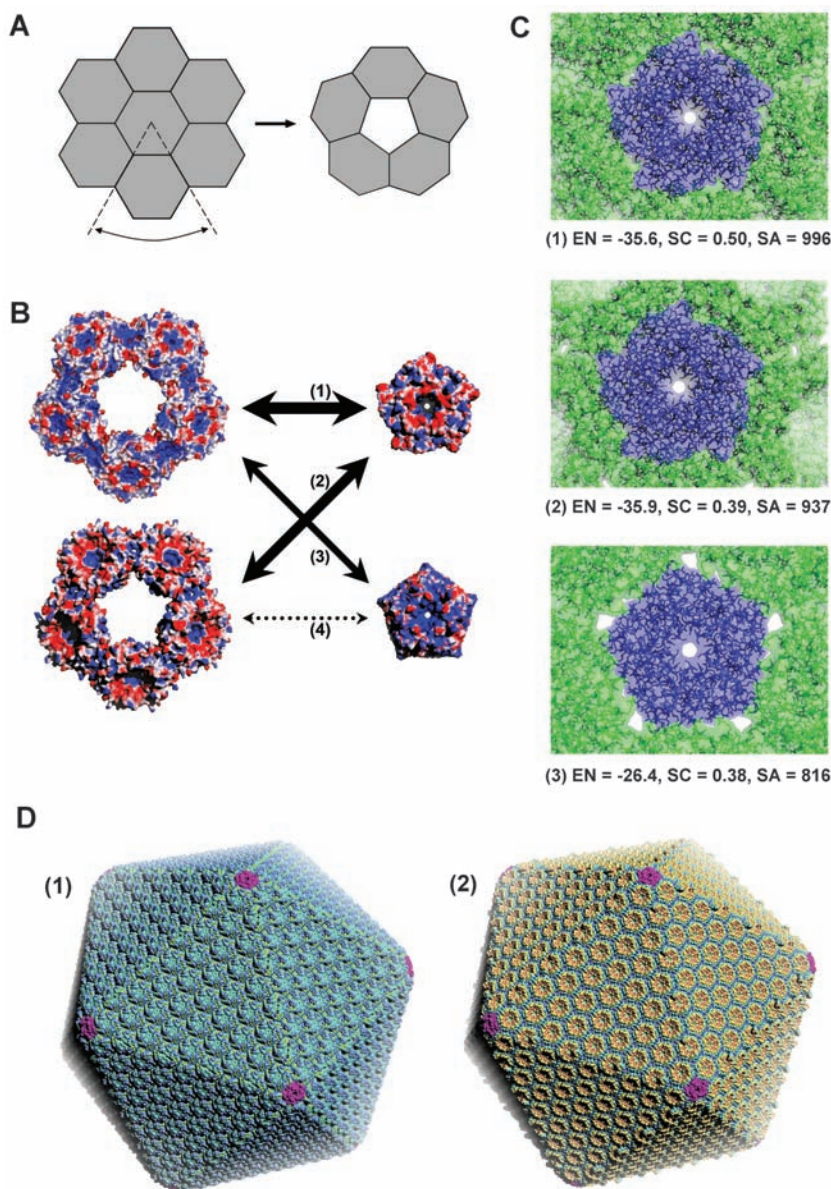 A
C
(1) EN = -35.6, SC = 0.50, SA = 996
B
(1)
(2)
(3)
(4)
(2) EN = -35.9, SC = 0.39, SA = 937
(3) EN = -26.4, SC = 0.38, SA = 816
D
(1)
(2)